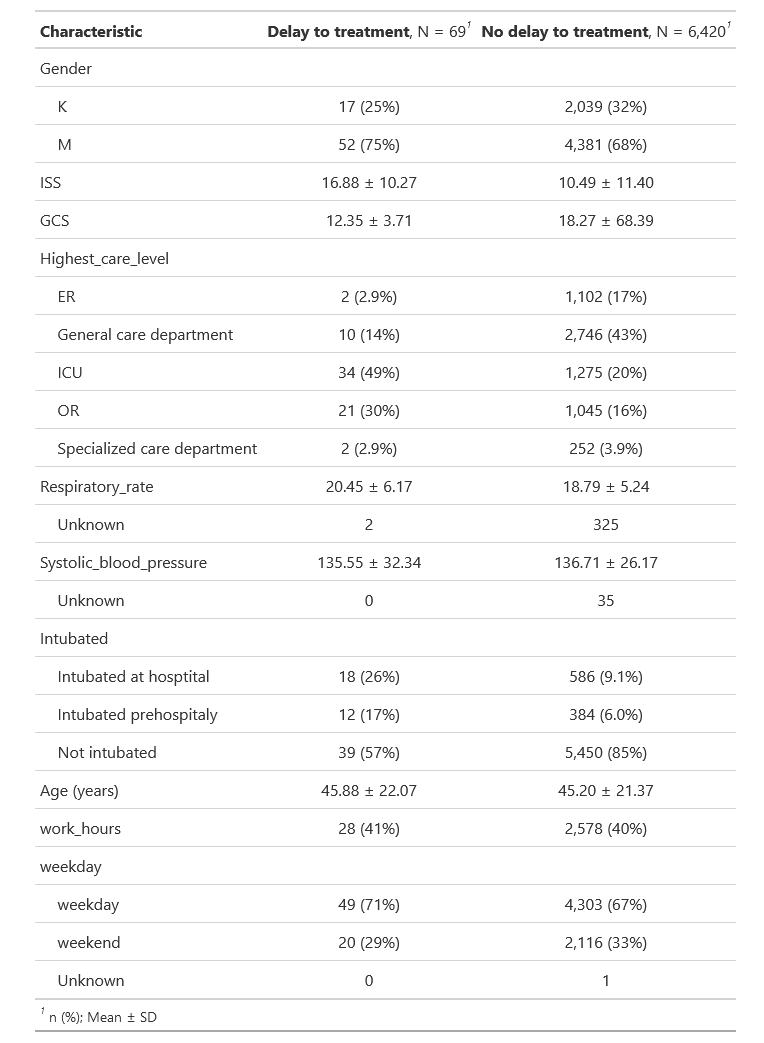 Characteristic Delay to treatment, N = 69¹ No delay to treatment, N = 6,420¹
Gender
K 17 (25%) 2,039 (32%)
M 52 (75%) 4,381 (68%)
ISS 16.88 ± 10.27 10.49 ± 11.40
GCS 12.35 ± 3.71 18.27 ± 68.39
Highest_care_level
ER 2 (2.9%) 1,102 (17%)
General care department 10 (14%) 2,746 (43%)
ICU 34 (49%) 1,275 (20%)
OR 21 (30%) 1,045 (16%)
Specialized care department 2 (2.9%) 252 (3.9%)
Respiratory_rate 20.45 ± 6.17 18.79 ± 5.24
Unknown 2 325
Systolic_blood_pressure 135.55 ± 32.34 136.71 ± 26.17
Unknown 0 35
Intubated
Intubated at hosptital 18 (26%) 586 (9.1%)
Intubated prehospitaly 12 (17%) 384 (6.0%)
Not intubated 39 (57%) 5,450 (85%)
Age (years) 45.88 ± 22.07 45.20 ± 21.37
work_hours 28 (41%) 2,578 (40%)
weekday
weekday 49 (71%) 4,303 (67%)
weekend 20 (29%) 2,116 (33%)
Unknown 0 1
¹ n (%); Mean ± SD